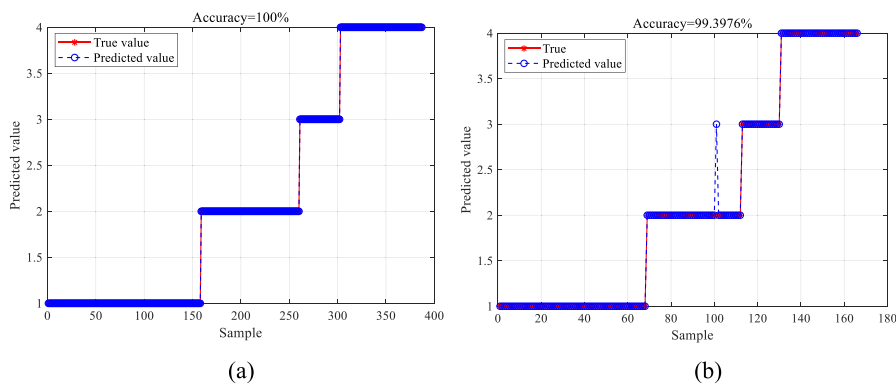 Accuracy=100%
True value
Predicted value
Predicted value
4
3.5
3
2.5
2
1.5
1
0 50 100 150 200 250 300 350 400
Sample
(a)
Accuracy=99.3976%
True
Predicted value
Predicted value
4
3.5
3
2.5
2
1.5
1
0 20 40 60 80 100 120 140 160 180
Sample
(b)